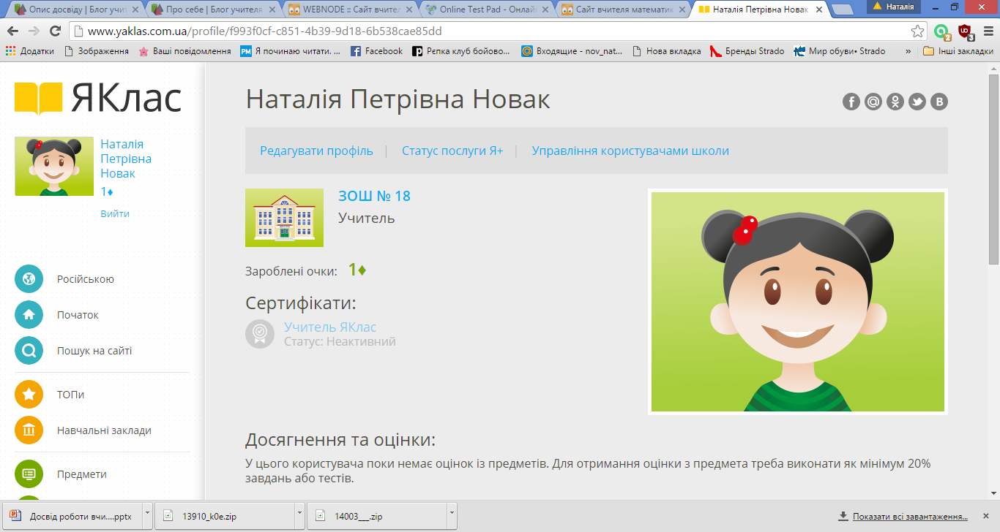 Опис досвіду | Блог учит
Про себе | Блог учителя
WEBNODE :: Сайт вчител
Online Test Pad - Онлай
Сайт вчителя математик
Наталія Петрівна Новак
Наталія
www.yaklas.com.ua/profile/f993f0cf-c851-4b39-9d18-6b538cae85dd
2
3
Додатки
Зображення
Ваші повідомлення
PM Я починаю читати. ...
Facebook
Рєпка клуб бойово...
Входящие - nov_nat...
Нова вкладка
Бренды Strado
Мир обуви• Strado
»
Інші закладки
ЯКлас
Наталія
Петрівна
Новак
1♦
Вийти
Російською
Початок
Пошук на сайті
ТОПи
Навчальні заклади
Предмети
Наталія Петрівна Новак
Редагувати профіль | Статус послуги Я+ | Управління користувачами школи
ЗОШ № 18
Учитель
Зароблені очки: 1♦
Сертифікати:
Учитель ЯКлас
Статус: Неактивний
Досягнення та оцінки:
У цього користувача поки немає оцінок із предметів. Для отримання оцінки з предмета треба виконати як мінімум 20%
завдань або тестів.
Досвід роботи вчи....pptx
13910_k0e.zip
14003___.zip
Показати всі завантаження...